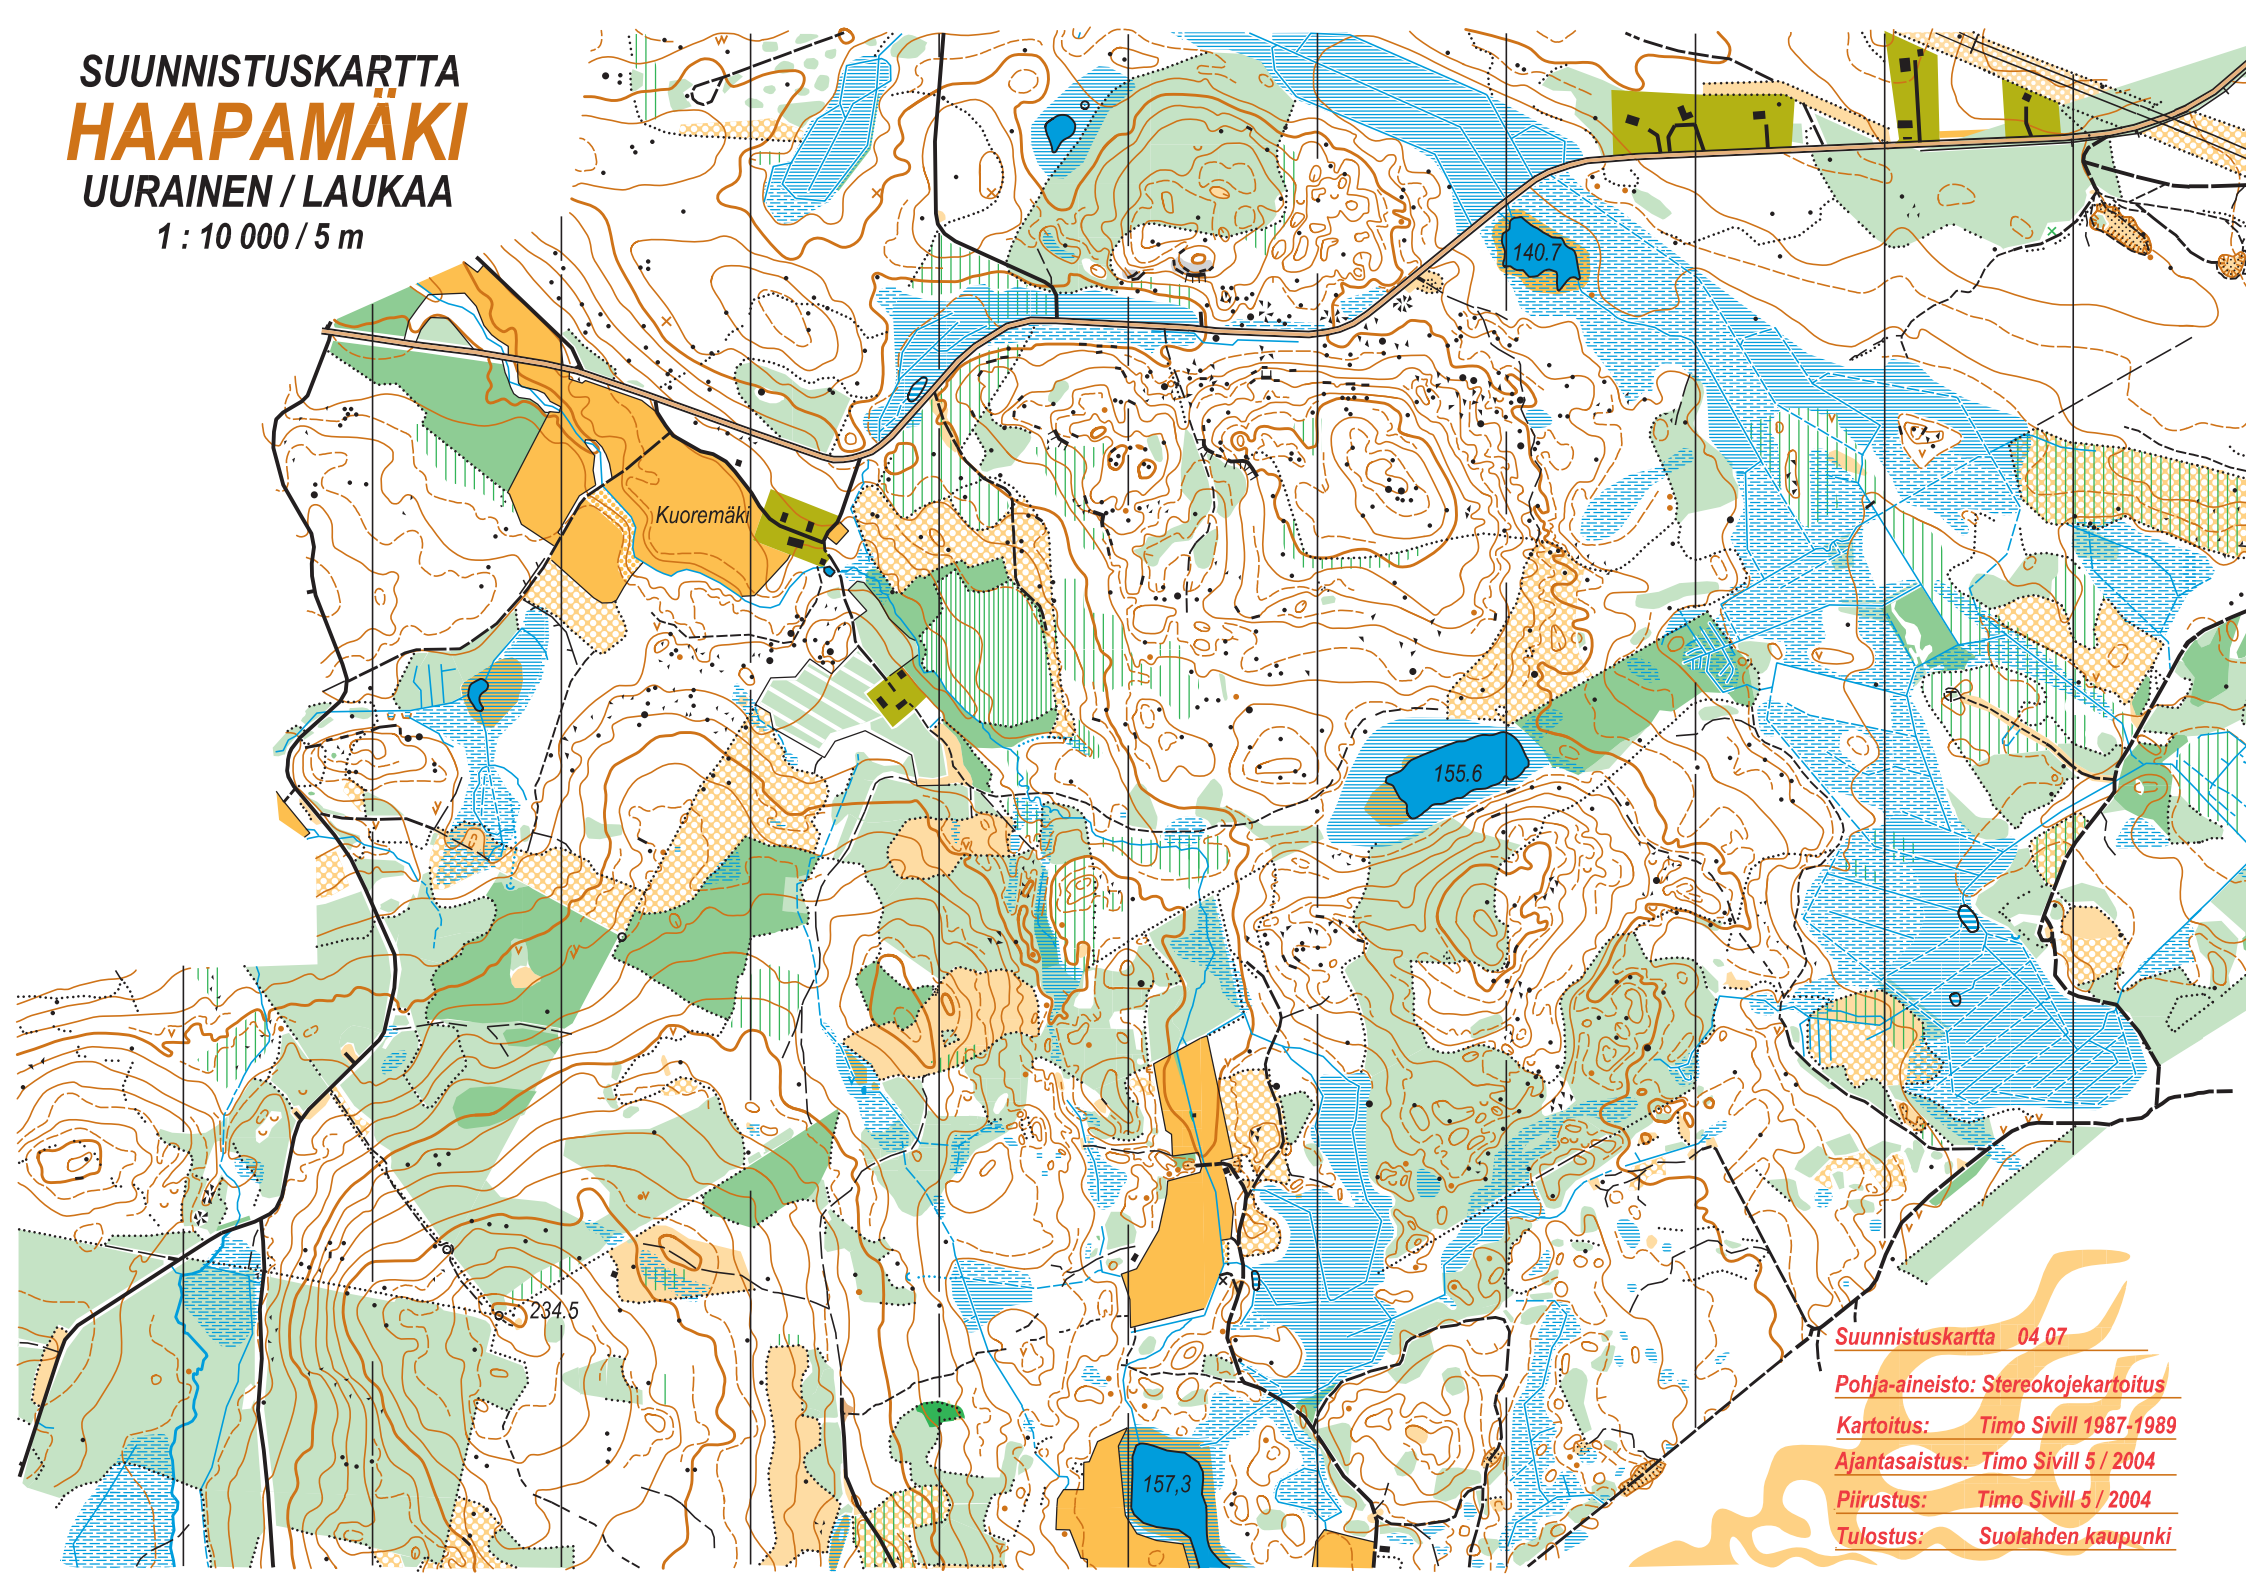 SUUNNISTUSKARTTA
HAAPAMÄKI
UURAINEN / LAUKAA
1 : 10 000 / 5 m
140.7
Kuoremäki
155.6
234.5
157,3
Suunnistuskartta 04 07
Pohja-aineisto: Stereokojekartoitus
Kartoitus: Timo Sivill 1987-1989
Ajantasaistus: Timo Sivill 5 / 2004
Piirustus: Timo Sivill 5 / 2004
Tulostus: Suolahden kaupunki